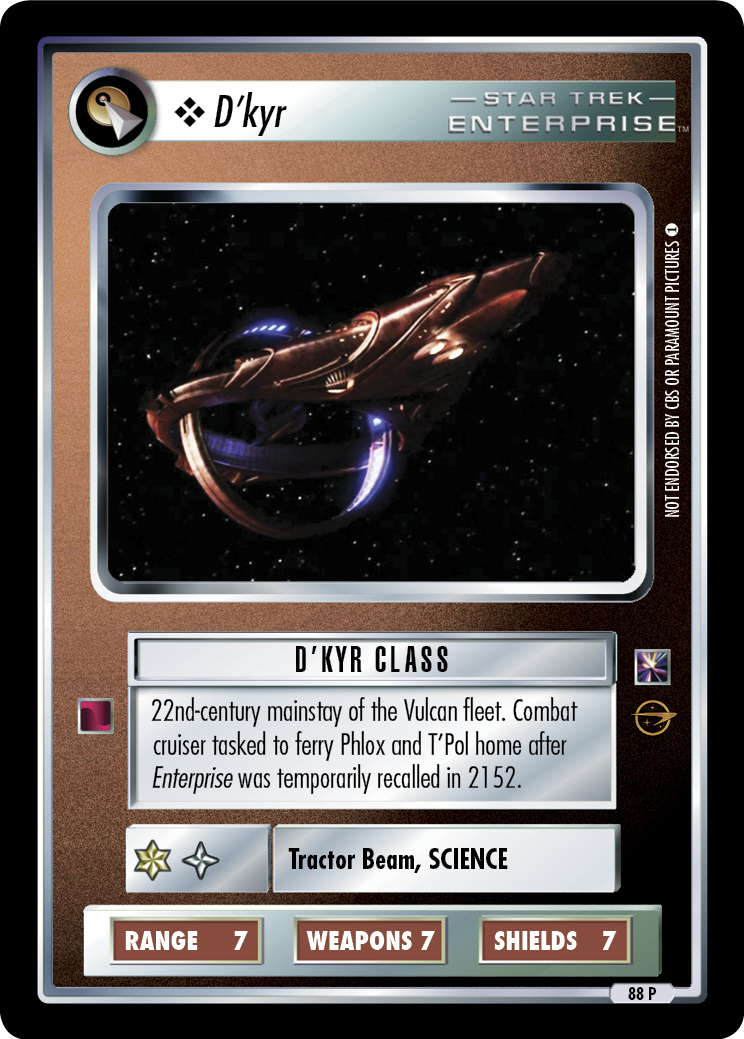 ❖ D'kyr
STAR TREK
ENTERPRISE™
NOT ENDORSED BY CBS OR PARAMOUNT PICTURES 1
D'KYR CLASS
22nd-century mainstay of the Vulcan fleet. Combat
cruiser tasked to ferry Phlox and T'Pol home after
Enterprise was temporarily recalled in 2152.
Tractor Beam, SCIENCE
RANGE 7
WEAPONS 7
SHIELDS 7
88 P